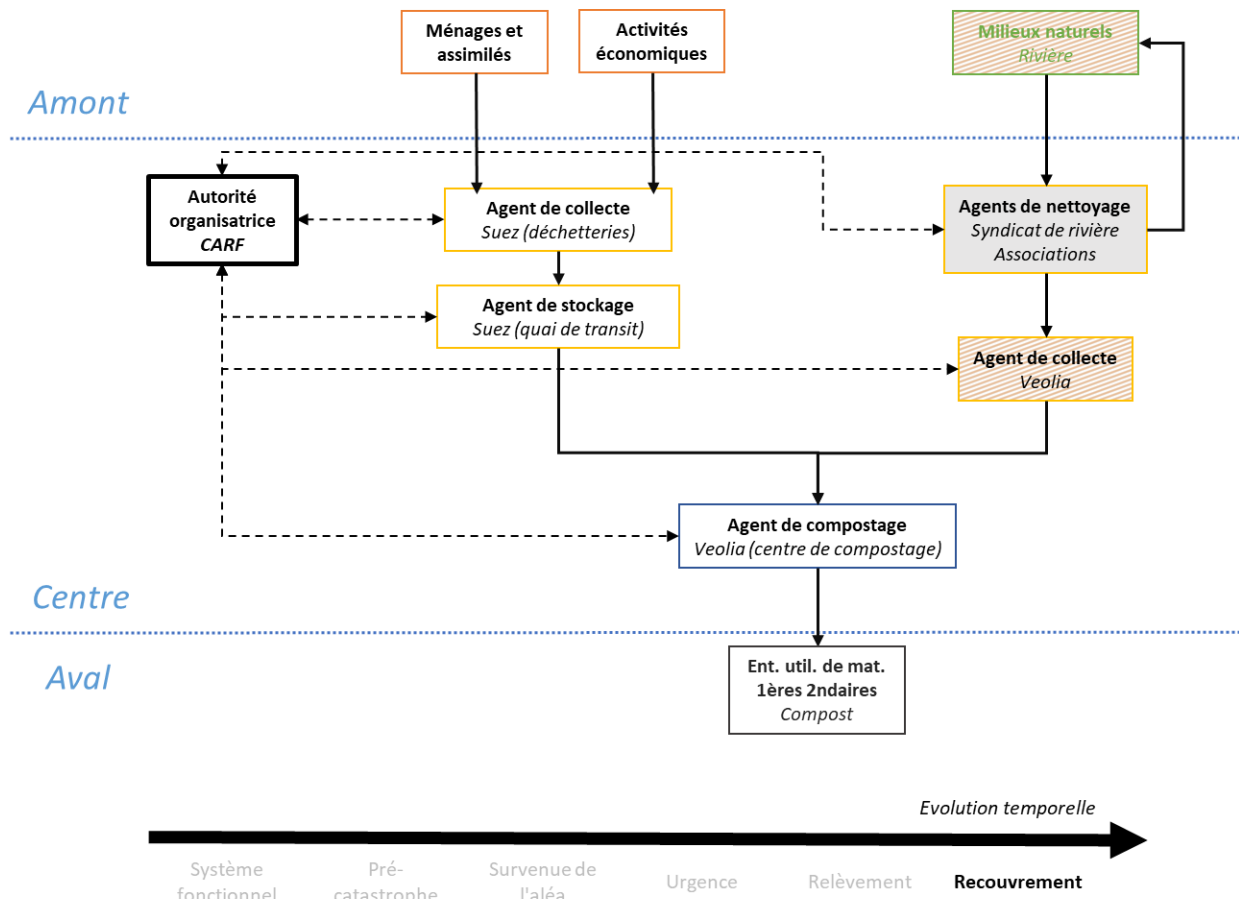 Ménages et
assimilés
Activités
économiques
Milieux naturels
Rivière
Amont
Autorité
organisatrice
CARF
Agent de collecte
Suez (déchetteries)
Agents de nettoyage
Syndicat de rivière
Associations
Agent de stockage
Suez (quai de transit)
Agent de collecte
Veolia
Agent de compostage
Veolia (centre de compostage)
Centre
Aval
Ent. util. de mat.
1ères 2ndaires
Compost
Evolution temporelle
Système
fonctionnel
Pré-
catastrophe
Survenue de
l'aléa
Urgence
Relèvement
Recouvrement